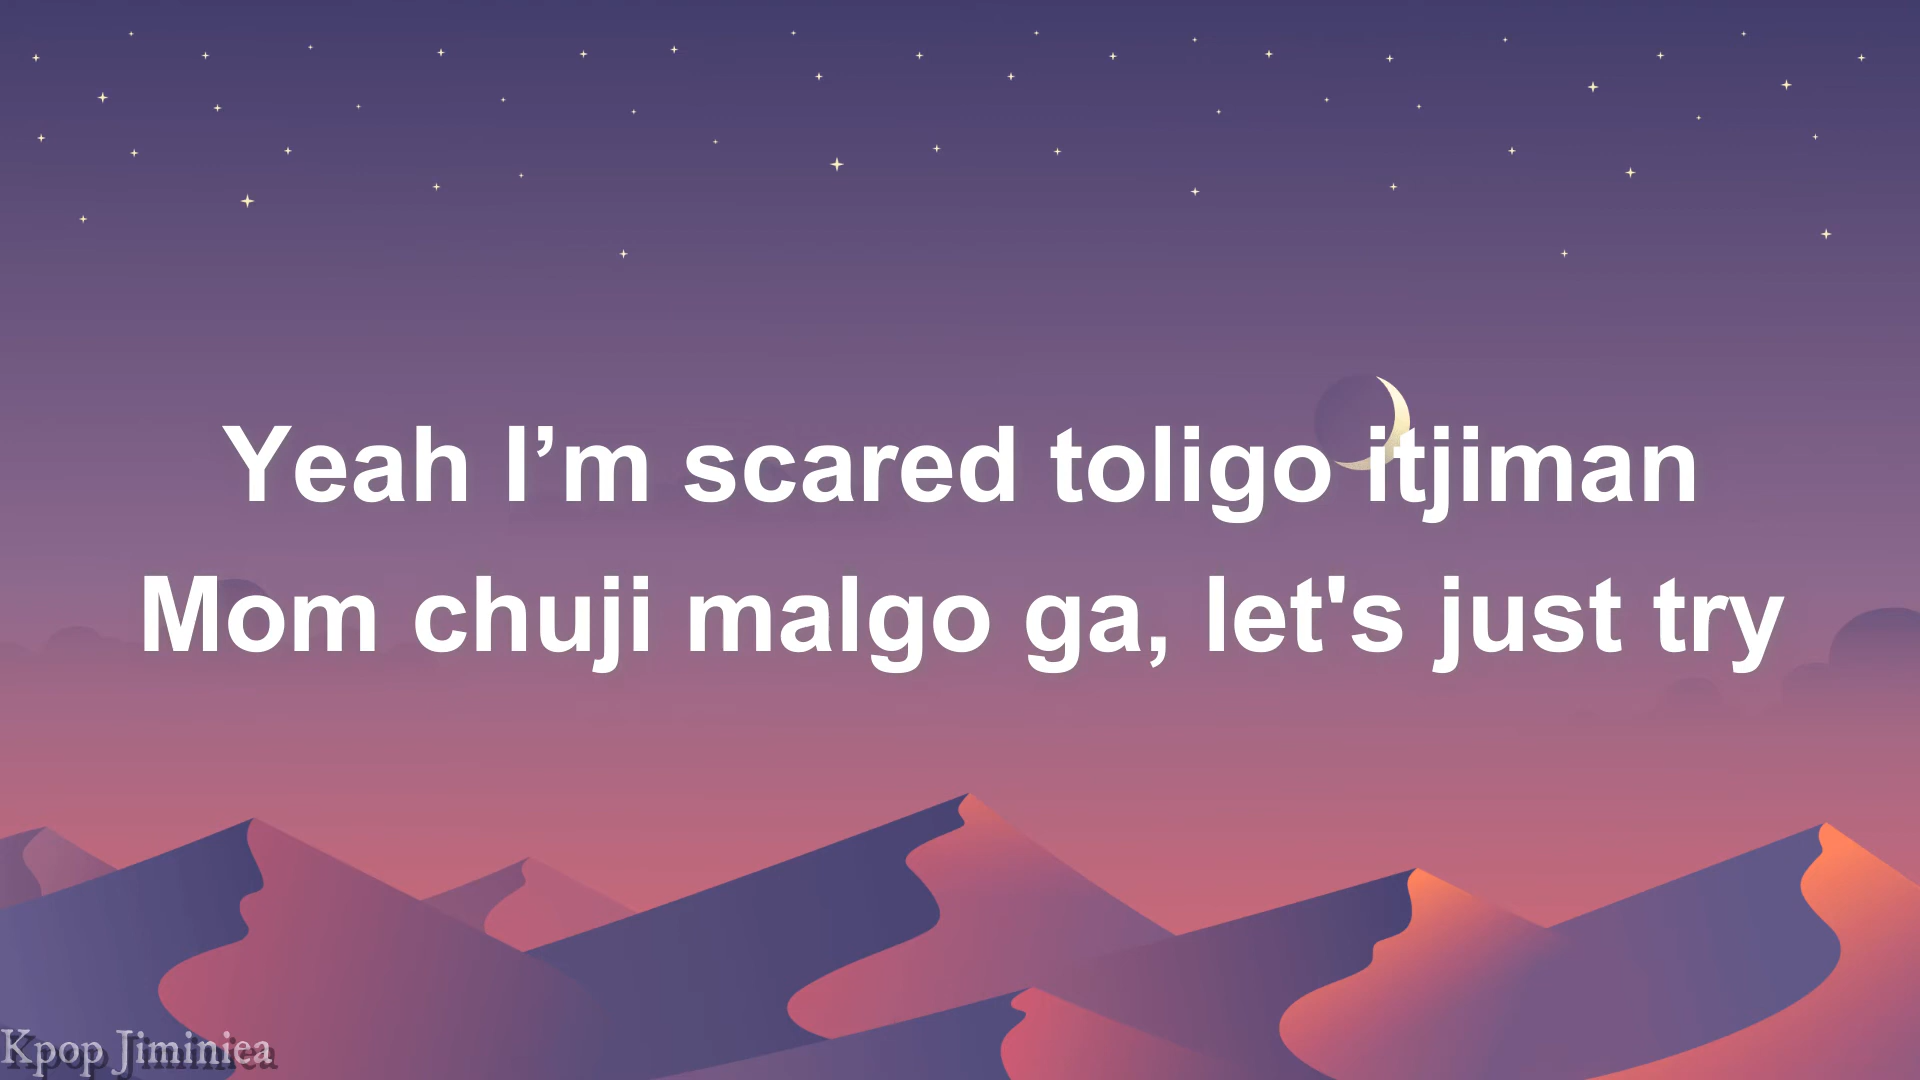 Yeah I’m scared toligo itjiman
Mom chuji malgo ga, let's just try
Kpop Jiminiea